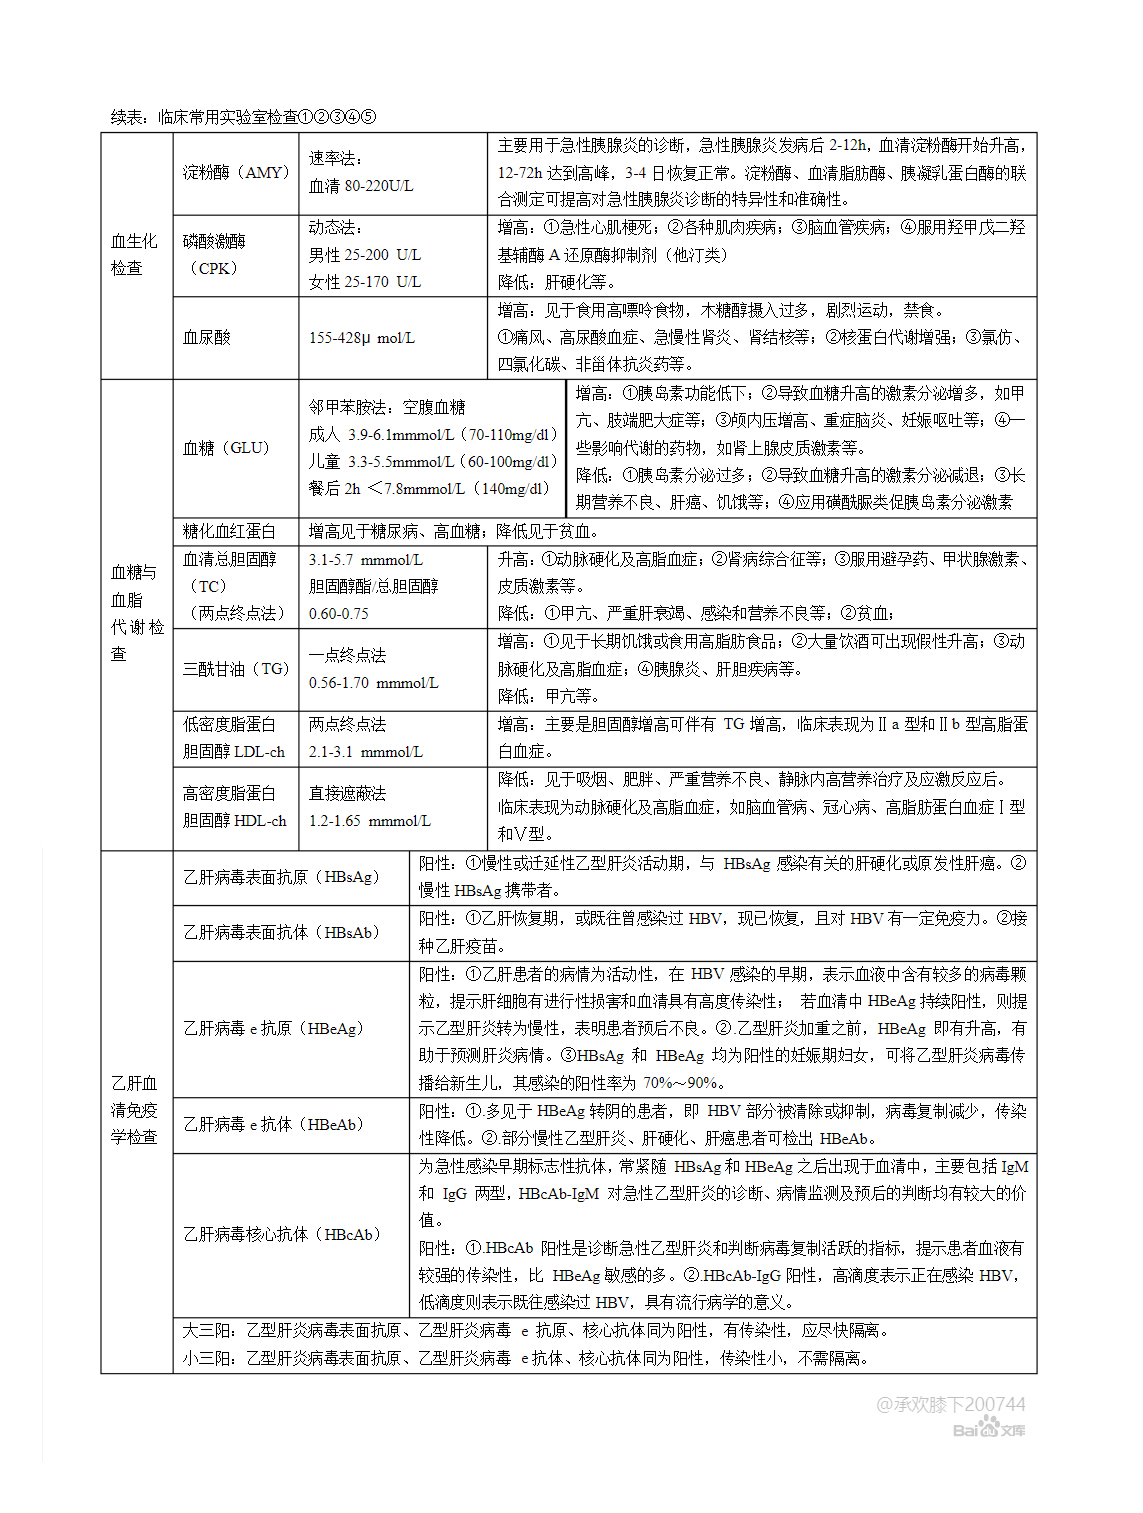 续表：临床常用实验室检查①②③④⑤
血生化
检查
淀粉酶（AMY）
速率法：
血清 80-220U/L
主要用于急性胰腺炎的诊断，急性胰腺炎发病后 2-12h，血清淀粉酶开始升高，
12-72h 达到高峰，3-4 日恢复正常。淀粉酶、血清脂肪酶、胰凝乳蛋白酶的联
合测定可提高对急性胰腺炎诊断的特异性和准确性。
磷酸激酶
（CPK）
动态法：
男性 25-200 U/L
女性 25-170 U/L
增高：①急性心肌梗死；②各种肌肉疾病；③脑血管疾病；④服用羟甲戊二羟
基辅酶 A 还原酶抑制剂（他汀类）
降低：肝硬化等。
血尿酸
155-428μ mol/L
增高：见于食用高嘌呤食物，木糖醇摄入过多，剧烈运动，禁食。
①痛风、高尿酸血症、急慢性肾炎、肾结核等；②核蛋白代谢增强；③氯仿、
四氯化碳、非甾体抗炎药等。
血糖与
血脂
代谢检
查
血糖（GLU）
邻甲苯胺法：空腹血糖
成人 3.9-6.1mmmol/L（70-110mg/dl）
儿童 3.3-5.5mmmol/L（60-100mg/dl）
餐后 2h ＜7.8mmmol/L（140mg/dl）
增高：①胰岛素功能低下；②导致血糖升高的激素分泌增多，如甲
亢、肢端肥大症等；③颅内压增高、重症脑炎、妊娠呕吐等；④一
些影响代谢的药物，如肾上腺皮质激素等。
降低：①胰岛素分泌过多；②导致血糖升高的激素分泌减退；③长
期营养不良、肝癌、饥饿等；④应用磺酰脲类促胰岛素分泌激素
糖化血红蛋白
增高见于糖尿病、高血糖；降低见于贫血。
血清总胆固醇
（TC）
（两点终点法）
3.1-5.7 mmmol/L
胆固醇酯/总胆固醇
0.60-0.75
升高：①动脉硬化及高脂血症；②肾病综合征等；③服用避孕药、甲状腺激素、
皮质激素等。
降低：①甲亢、严重肝衰竭、感染和营养不良等；②贫血；
三酰甘油（TG）
一点终点法
0.56-1.70 mmmol/L
增高：①见于长期饥饿或食用高脂肪食品；②大量饮酒可出现假性升高；③动
脉硬化及高脂血症；④胰腺炎、肝胆疾病等。
降低：甲亢等。
低密度脂蛋白
胆固醇 LDL-ch
两点终点法
2.1-3.1 mmmol/L
增高：主要是胆固醇增高可伴有 TG 增高，临床表现为Ⅱa 型和Ⅱb 型高脂蛋
白血症。
高密度脂蛋白
胆固醇 HDL-ch
直接遮蔽法
1.2-1.65 mmmol/L
降低：见于吸烟、肥胖、严重营养不良、静脉内高营养治疗及应激反应后。
临床表现为动脉硬化及高脂血症，如脑血管病、冠心病、高脂肪蛋白血症Ⅰ型
和Ⅴ型。
乙肝血
清免疫
学检查
乙肝病毒表面抗原（HBsAg）
阳性：①慢性或迁延性乙型肝炎活动期，与 HBsAg 感染有关的肝硬化或原发性肝癌。②
慢性 HBsAg 携带者。
乙肝病毒表面抗体（HBsAb）
阳性：①乙肝恢复期，或既往曾感染过 HBV，现已恢复，且对 HBV 有一定免疫力。②接
种乙肝疫苗。
乙肝病毒 e 抗原（HBeAg）
阳性：①乙肝患者的病情为活动性，在 HBV 感染的早期，表示血液中含有较多的病毒颗
粒，提示肝细胞有进行性损害和血清具有高度传染性； 若血清中 HBeAg 持续阳性，则提
示乙型肝炎转为慢性，表明患者预后不良。②.乙型肝炎加重之前，HBeAg 即有升高，有
助于预测肝炎病情。③HBsAg 和 HBeAg 均为阳性的妊娠期妇女，可将乙型肝炎病毒传
播给新生儿，其感染的阳性率为 70%～90%。
乙肝病毒 e 抗体（HBeAb）
阳性：①.多见于 HBeAg 转阴的患者，即 HBV 部分被清除或抑制，病毒复制减少，传染
性降低。②.部分慢性乙型肝炎、肝硬化、肝癌患者可检出 HBeAb。
乙肝病毒核心抗体（HBcAb）
为急性感染早期标志性抗体，常紧随 HBsAg 和 HBeAg 之后出现于血清中，主要包括 IgM
和 IgG 两型，HBcAb-IgM 对急性乙型肝炎的诊断、病情监测及预后的判断均有较大的价
值。
阳性：①.HBcAb 阳性是诊断急性乙型肝炎和判断病毒复制活跃的指标，提示患者血液有
较强的传染性，比 HBeAg 敏感的多。②.HBcAb-IgG 阳性，高滴度表示正在感染 HBV，
低滴度则表示既往感染过 HBV，具有流行病学的意义。
大三阳：乙型肝炎病毒表面抗原、乙型肝炎病毒 e 抗原、核心抗体同为阳性，有传染性，应尽快隔离。
小三阳：乙型肝炎病毒表面抗原、乙型肝炎病毒 e 抗体、核心抗体同为阳性，传染性小，不需隔离。
@承欢膝下200744
Bai du 文库